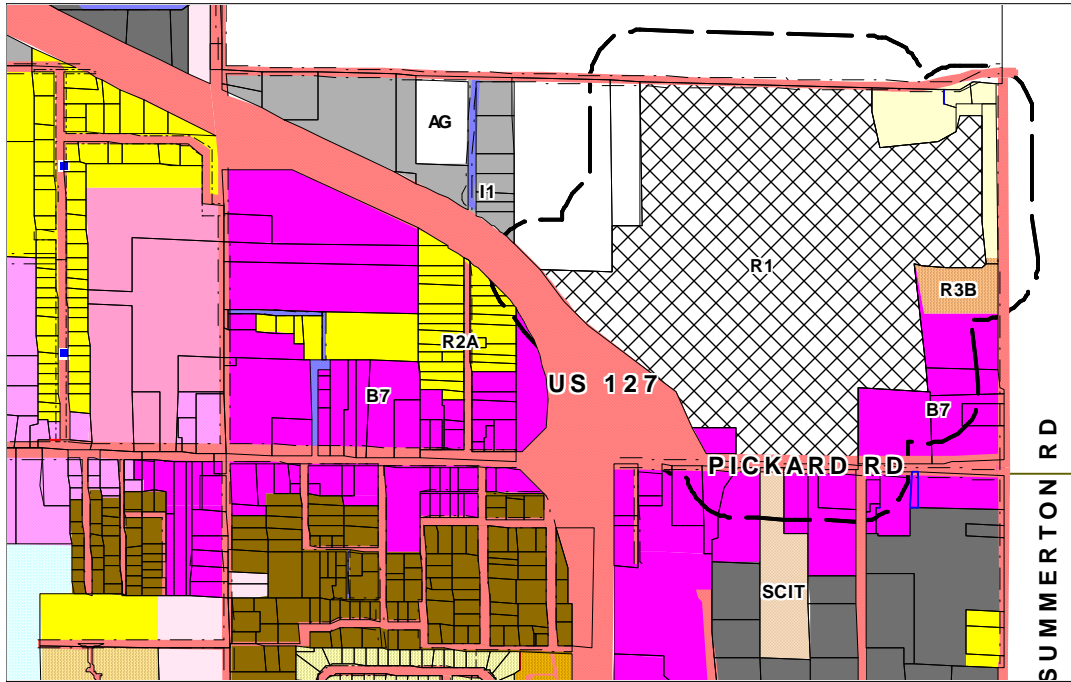 AG
I1
R1
R3B
R2A
US 127
B7
B7
PICKARD RD
SCIT
SUMMERTON RD